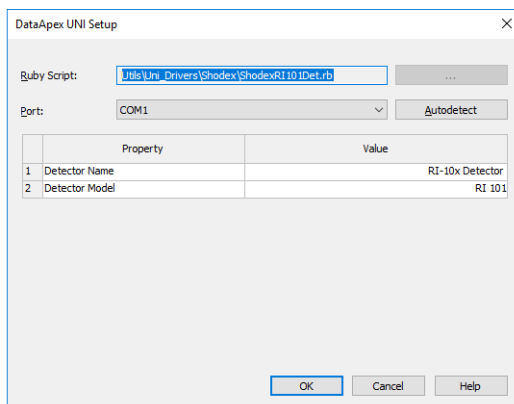 DataApex UNI Setup
Ruby Script: Utils\Uni_Drivers\Shodex\ShodexRI101Det.rb ...
Port: COM1 Autodetect
Property Value
1 Detector Name RI-10x Detector
2 Detector Model RI 101
OK Cancel Help